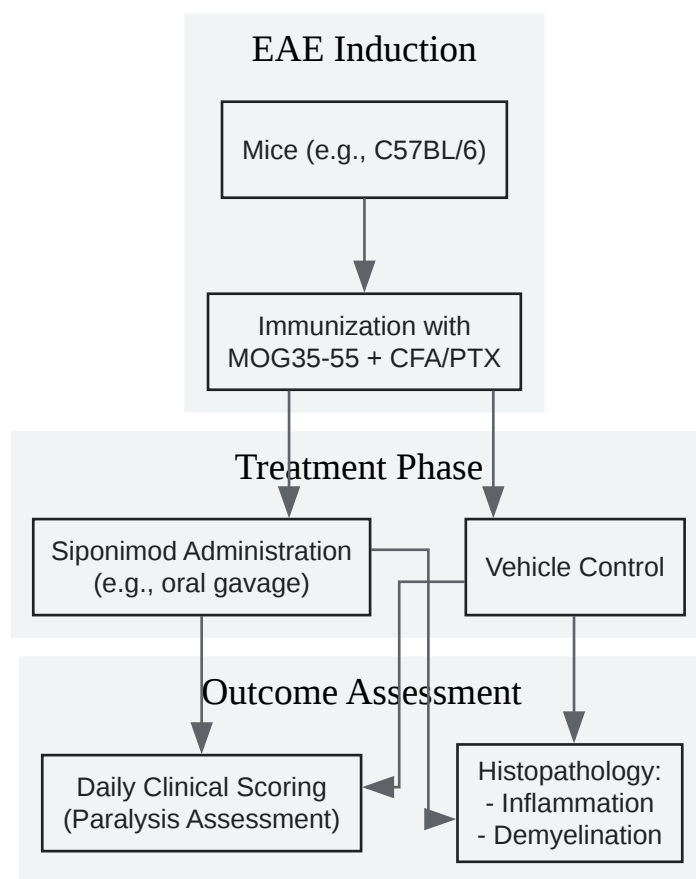 EAE Induction
Mice (e.g., C57BL/6)
Immunization with
MOG35-55 + CFA/PTX
Treatment Phase
Siponimod Administration
(e.g., oral gavage)
Vehicle Control
Outcome Assessment
Daily Clinical Scoring
(Paralysis Assessment)
Histopathology:
- Inflammation
- Demyelination